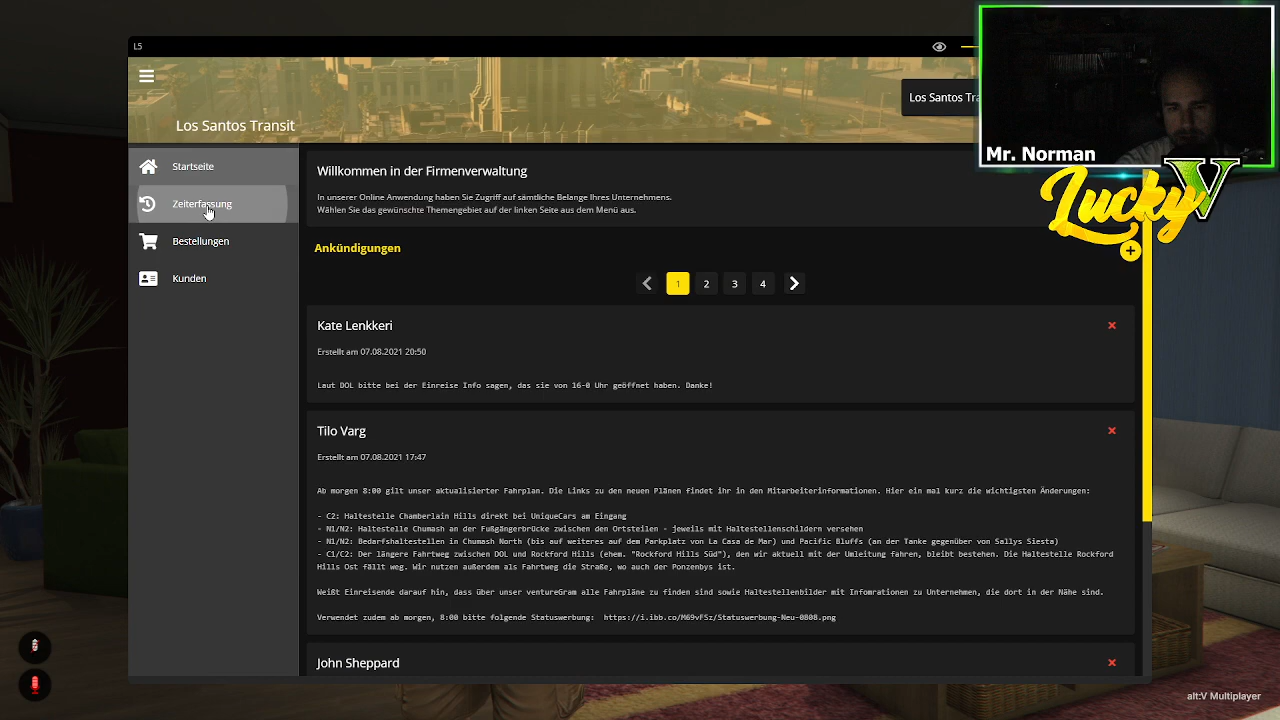 L5
Los Santos Transit
Los Santos Tra
Mr. Norman
Lucky V
Startseite
Zeiterfassung
Bestellungen
Kunden
Willkommen in der Firmenverwaltung
In unserer Online Anwendung haben Sie Zugriff auf sämtliche Belange Ihres Unternehmens.
Wählen Sie das gewünschte Themengebiet auf der linken Seite aus dem Menü aus.
Ankündigungen
1 2 3 4
Kate Lenkkeri
Erstellt am 07.08.2021 20:50
Laut DOL bitte bei der Einreise Info sagen, das sie von 16-0 Uhr geöffnet haben. Danke!
Tilo Varg
Erstellt am 07.08.2021 17:47
Ab morgen 8:00 gilt unser aktualisierter Fahrplan. Die Links zu den neuen Plänen findet ihr in den Mitarbeiterinformationen. Hier ein mal kurz die wichtigsten Änderungen:
- C2: Haltestelle Chamberlain Hills direkt bei UniqueCars am Eingang
- N1/N2: Haltestelle Chumash an der Fußgängerbrücke zwischen den Ortsteilen - jeweils mit Haltestellenschildern versehen
- N1/N2: Bedarfshaltestellen in Chumash North (bis auf weiteres auf dem Parkplatz von La Casa de Mar) und Pacific Bluffs (an der Tanke gegenüber von Sallys Siesta)
- C1/C2: Der längere Fahrtweg zwischen DOL und Rockford Hills (ehem. "Rockford Hills Süd"), den wir aktuell mit der Umleitung fahren, bleibt bestehen. Die Haltestelle Rockford
Hills Ost fällt weg. Wir nutzen außerdem als Fahrtweg die Straße, wo auch der Ponzenbys ist.
Weißt Einreisende darauf hin, dass über unser ventureGram alle Fahrpläne zu finden sind sowie Haltestellenbilder mit Infomrationen zu Unternehmen, die dort in der Nähe sind.
Verwendet zudem ab morgen, 8:00 bitte folgende Statuswerbung: https://i.ibb.co/M69vF5z/Statuswerbung-Neu-0808.png
John Sheppard
alt:V Multiplayer